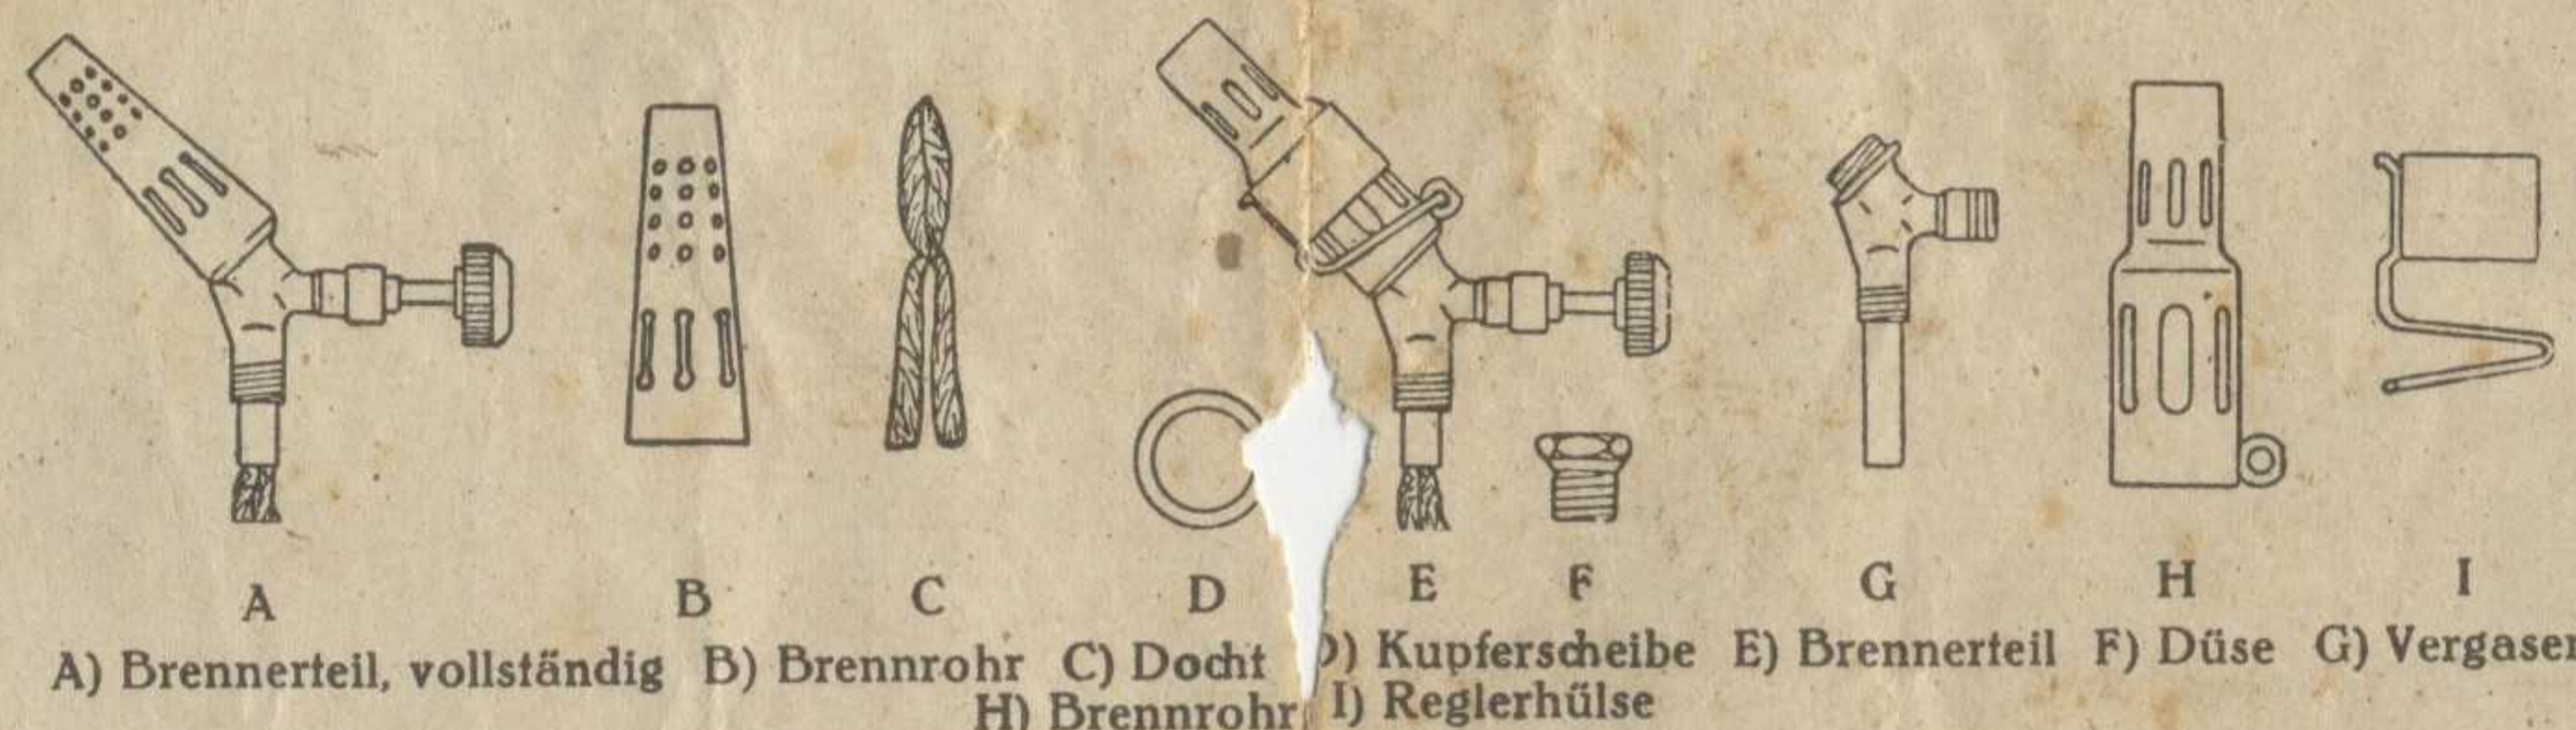 A B C D E F G H I
A) Brennerteil, vollständig B) Brennrohr C) Docht ) Kupferscheibe E) Brennerteil F) Düse G) Vergaser
H) Brennrohr I) Reglerhülse